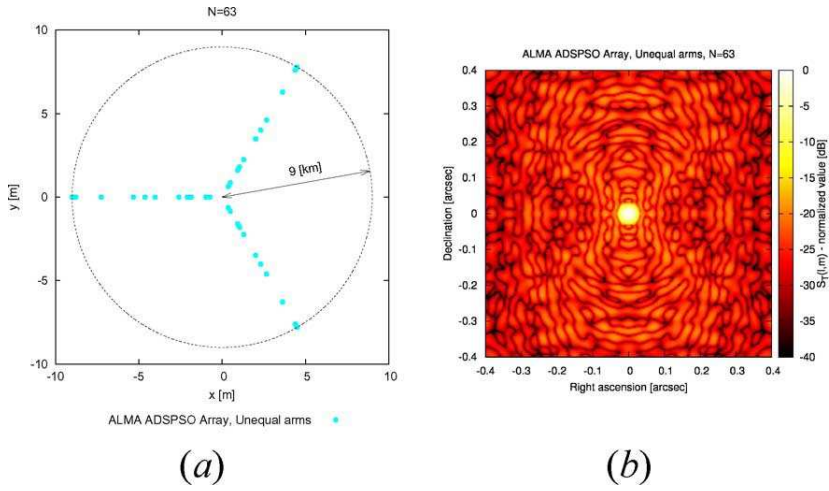 N=63
10
5
0
-5
-10
y [m]
9 [km]
-10
-5
0
5
10
x [m]
ALMA ADSPSO Array, Unequal arms
(a)
ALMA ADSPSO Array, Unequal arms, N=63
0.4
0.3
0.2
0.1
0
-0.1
-0.2
-0.3
-0.4
Declination [arcsec]
-0.4 -0.3 -0.2 -0.1 0 0.1 0.2 0.3 0.4
Right ascension [arcsec]
0
-5
-10
-15
-20
-25
-30
-35
-40
S_T(l,m) - normalized value [dB]
(b)